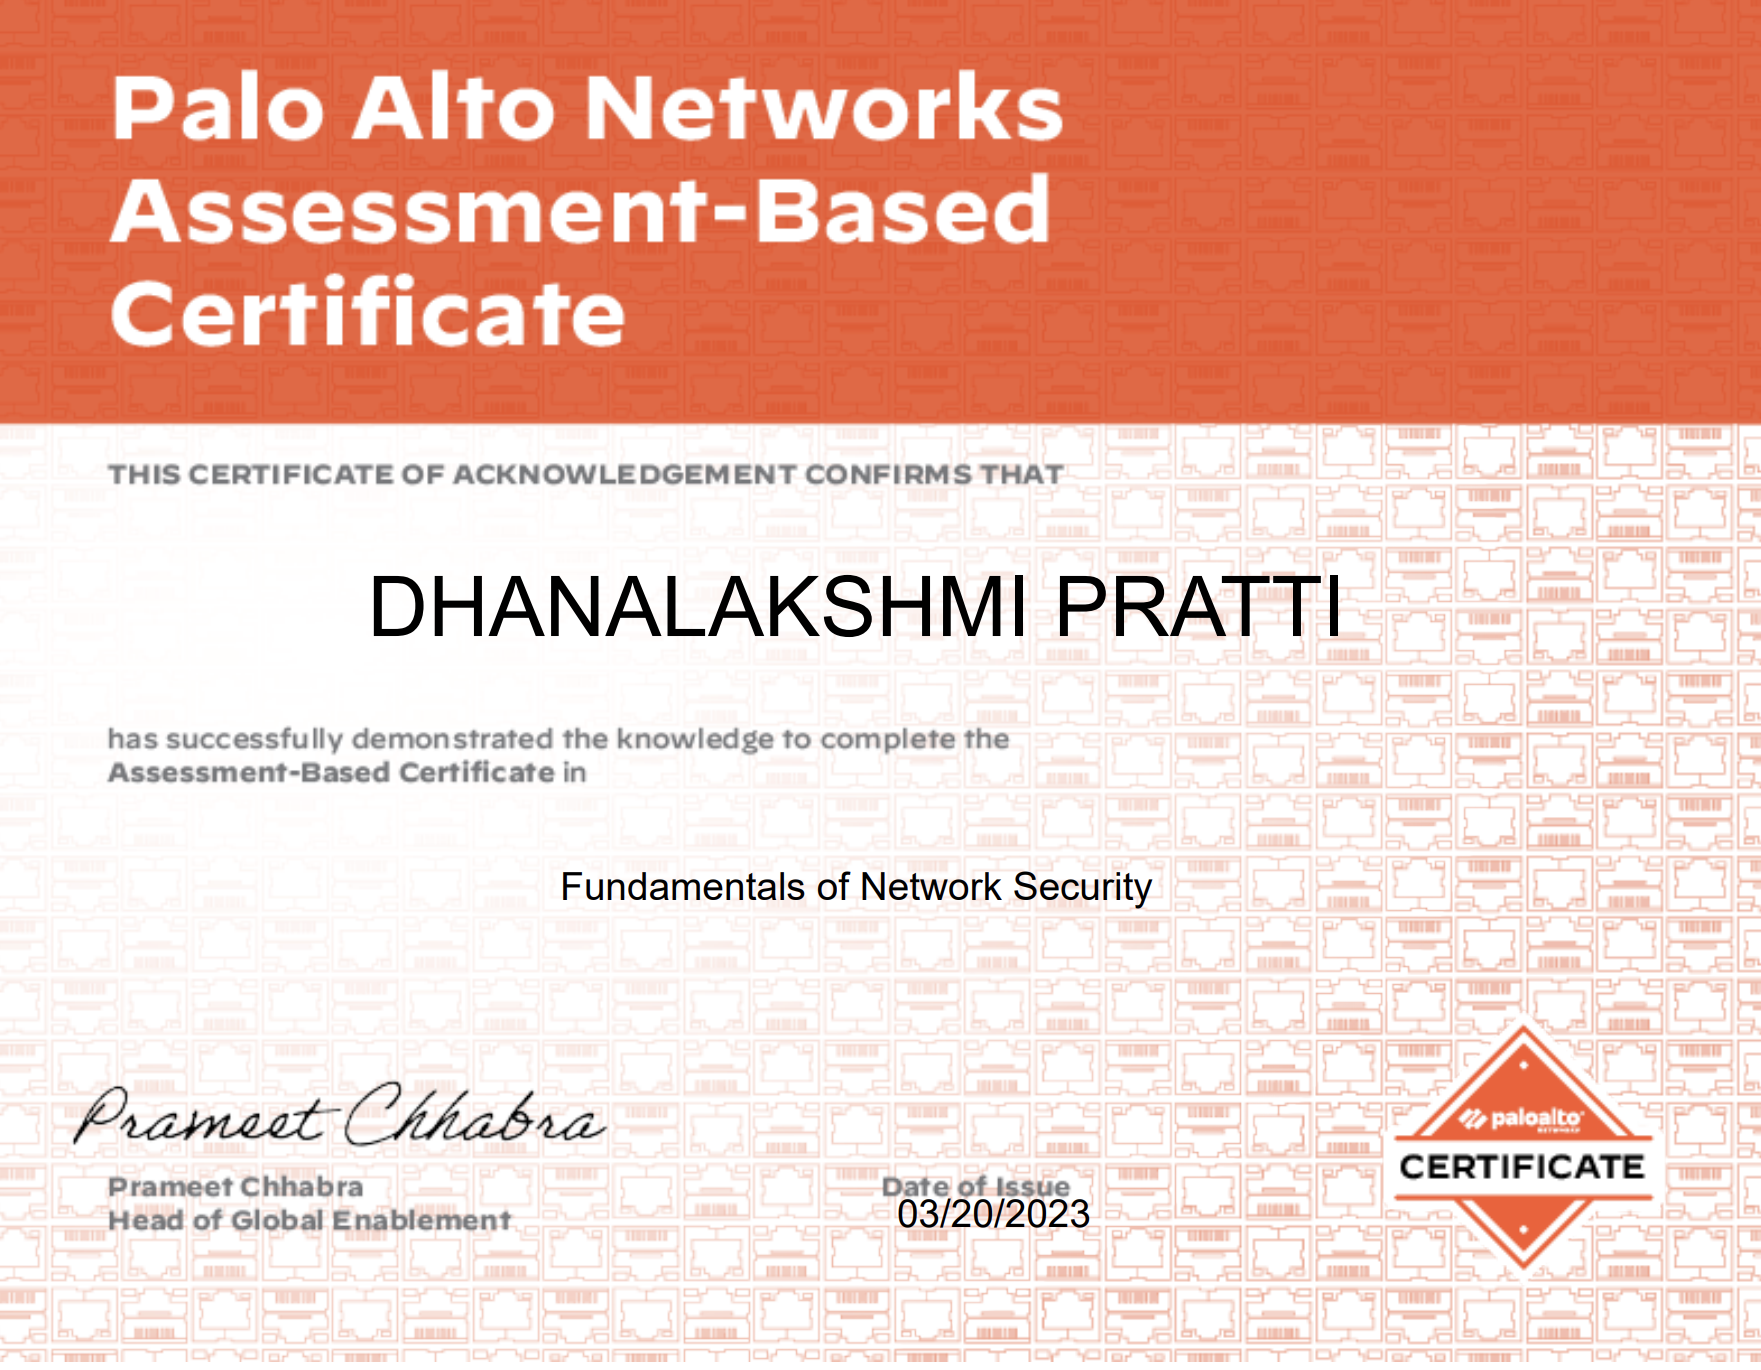 Palo Alto Networks
Assessment-Based
Certificate
THIS CERTIFICATE OF ACKNOWLEDGEMENT CONFIRMS THAT
DHANALAKSHMI PRATTI
has successfully demonstrated the knowledge to complete the
Assessment-Based Certificate in
Fundamentals of Network Security
Prameet Chhabra
Prameet Chhabra
Head of Global Enablement
Date of Issue
03/20/2023
paloalto
NETWORKS
CERTIFICATE